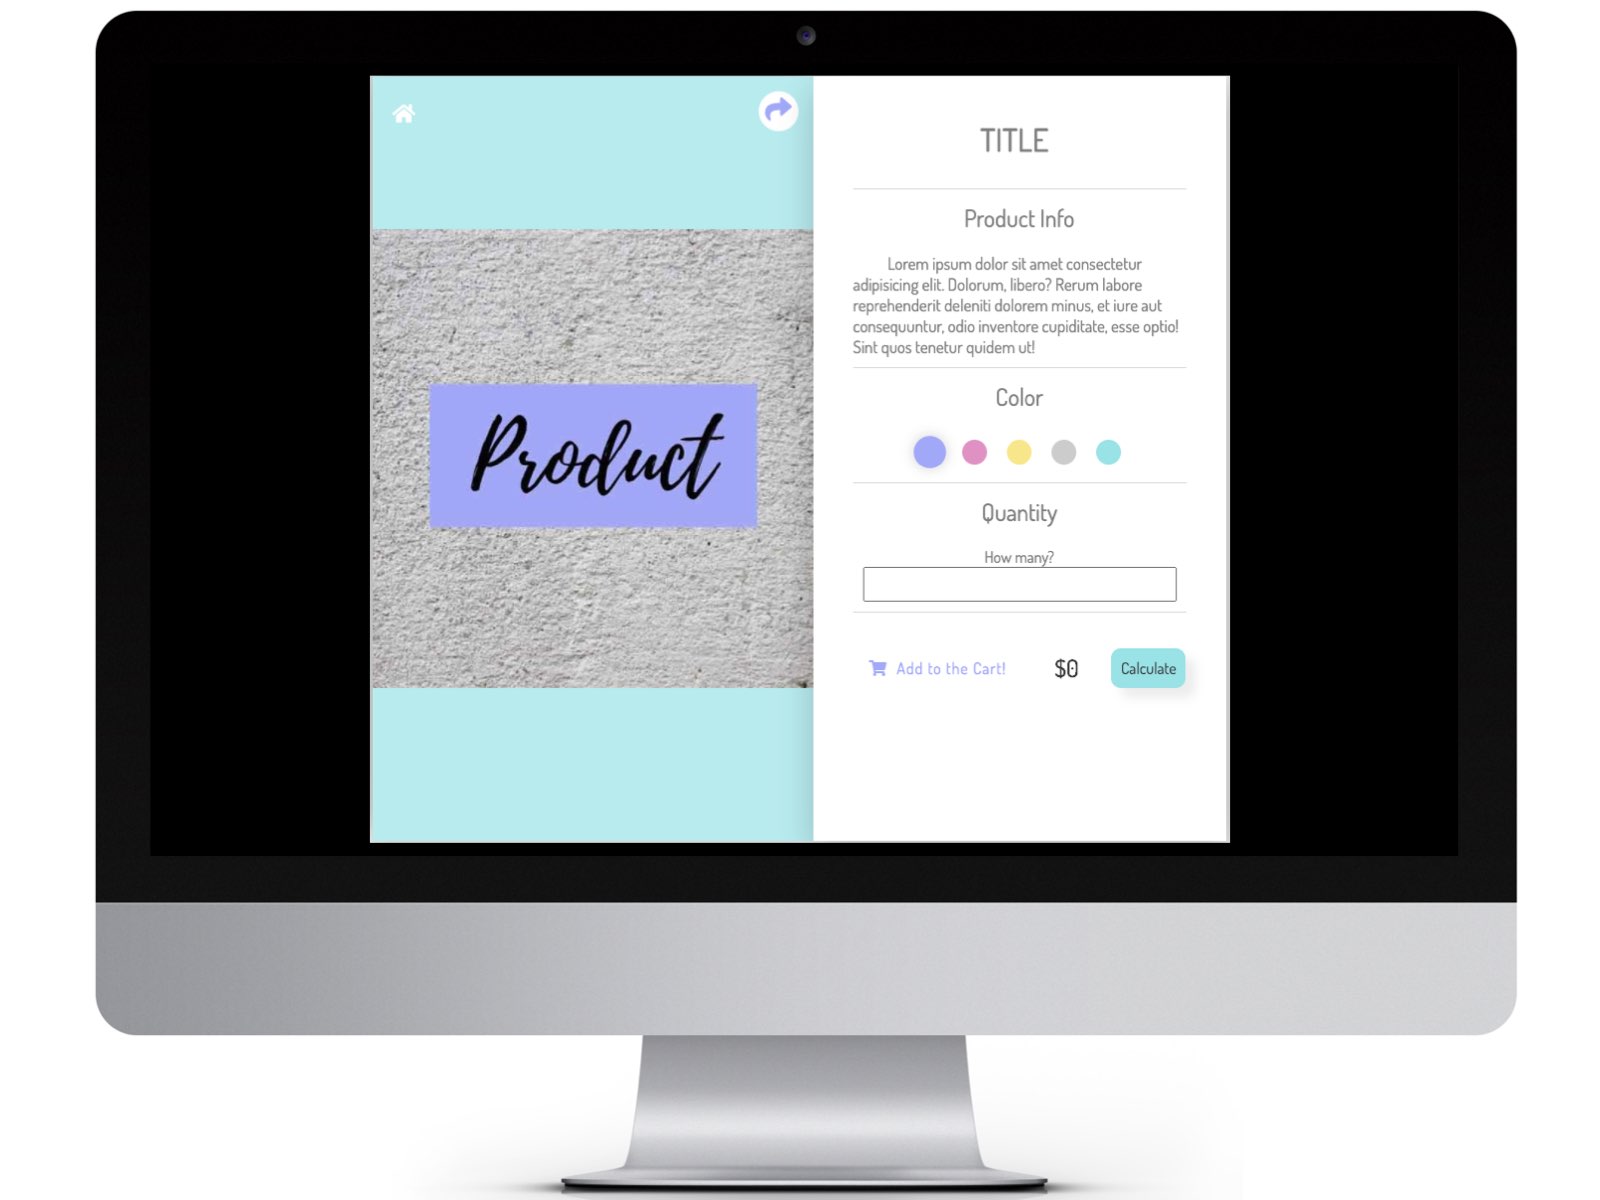 TITLE
Product Info
Lorem ipsum dolor sit amet consectetur
adipisicing elit. Dolorum, libero? Rerum labore
reprehenderit deleniti dolorem minus, et iure aut
consequuntur, odio inventore cupiditate, esse optio!
Sint quos tenetur quidem ut!
Product
Color
Quantity
How many?
Add to the Cart!
$0
Calculate